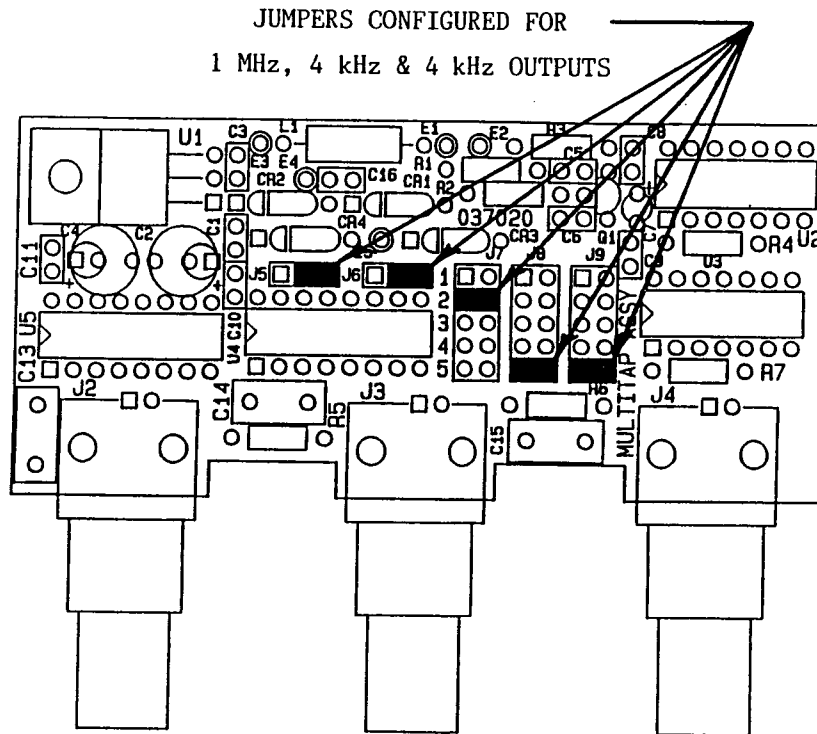 JUMPERS CONFIGURED FOR
1 MHz, 4 kHz & 4 kHz OUTPUTS
U1
C3
L1
E1
E2
R3
C8
E3
E4
R1
C5
CR2
C16
CR1
R2
037020
C4
C2
C1
CR4
CR3
C6
Q1
C7
U2
C11
J5
J6
J7
J8
J9
C9
U3
R4
1
2
3
4
5
C13
U5
U4
C10
MULTITAP ASSY
R6
R7
J2
C14
R5
J3
C15
J4